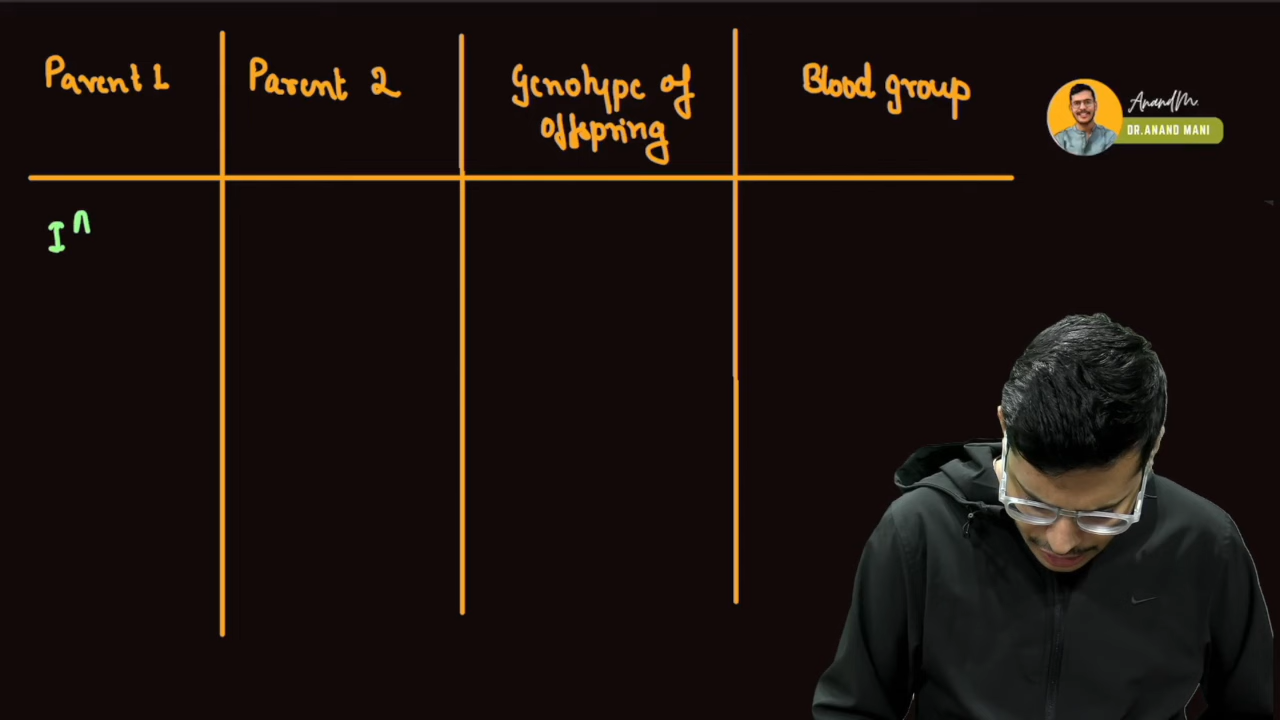 Parent 1
Parent 2
Genotype of
offspring
Blood group
AnandM.
DR.ANAND MANI
I^A